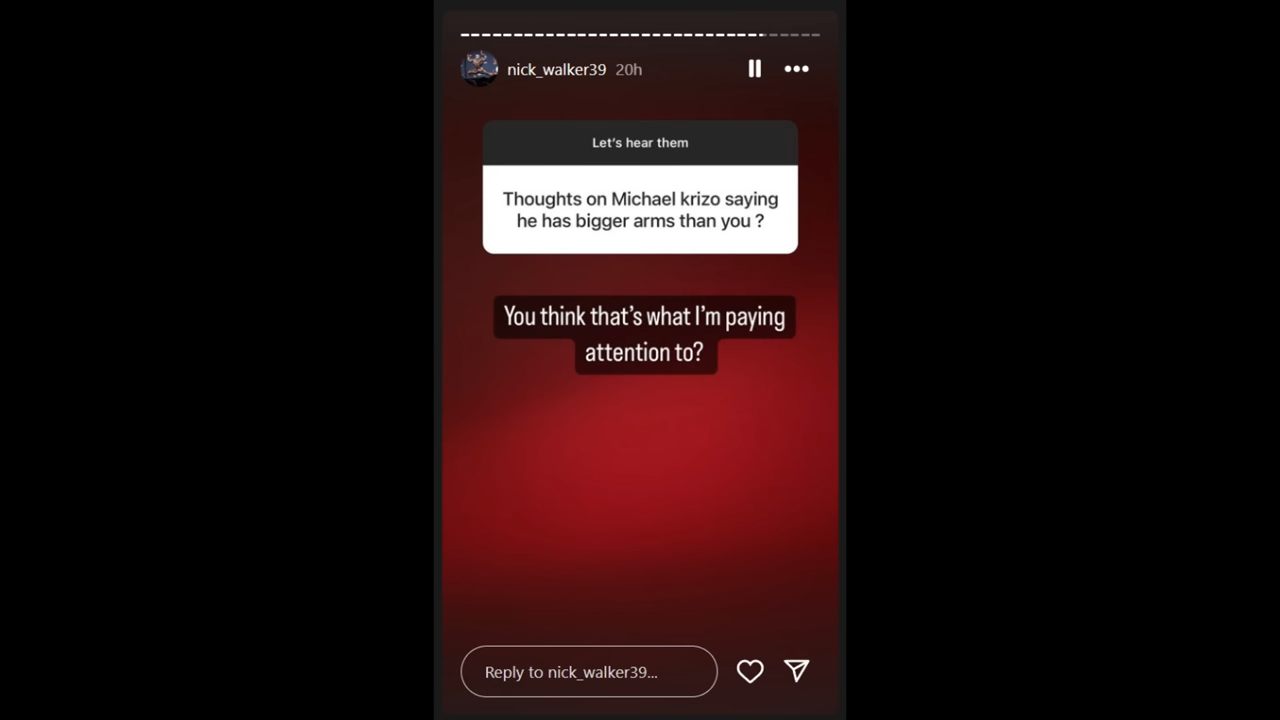 nick_walker39 20h
Let's hear them
Thoughts on Michael krizo saying
he has bigger arms than you ?
You think that's what I'm paying
attention to?
Reply to nick_walker39...